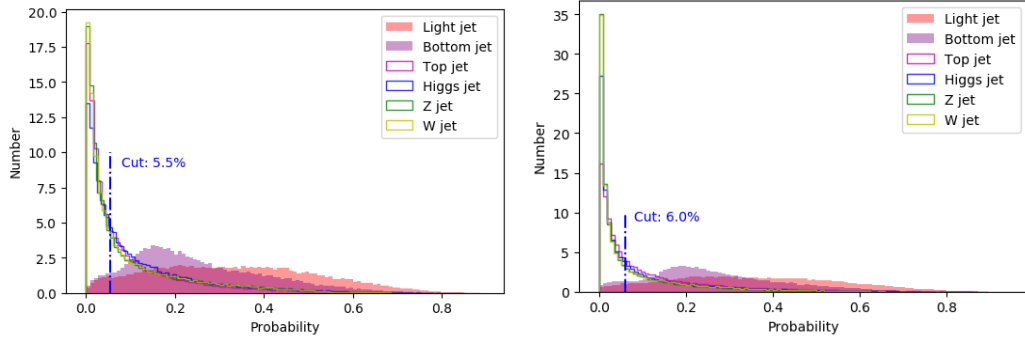 20.0
17.5
15.0
12.5
10.0
7.5
5.0
2.5
0.0
Number
Light jet
Bottom jet
Top jet
Higgs jet
Z jet
W jet
Cut: 5.5%
0.0 0.2 0.4 0.6 0.8
Probability
35
30
25
20
15
10
5
0
Number
Light jet
Bottom jet
Top jet
Higgs jet
Z jet
W jet
Cut: 6.0%
0.0 0.2 0.4 0.6 0.8
Probability